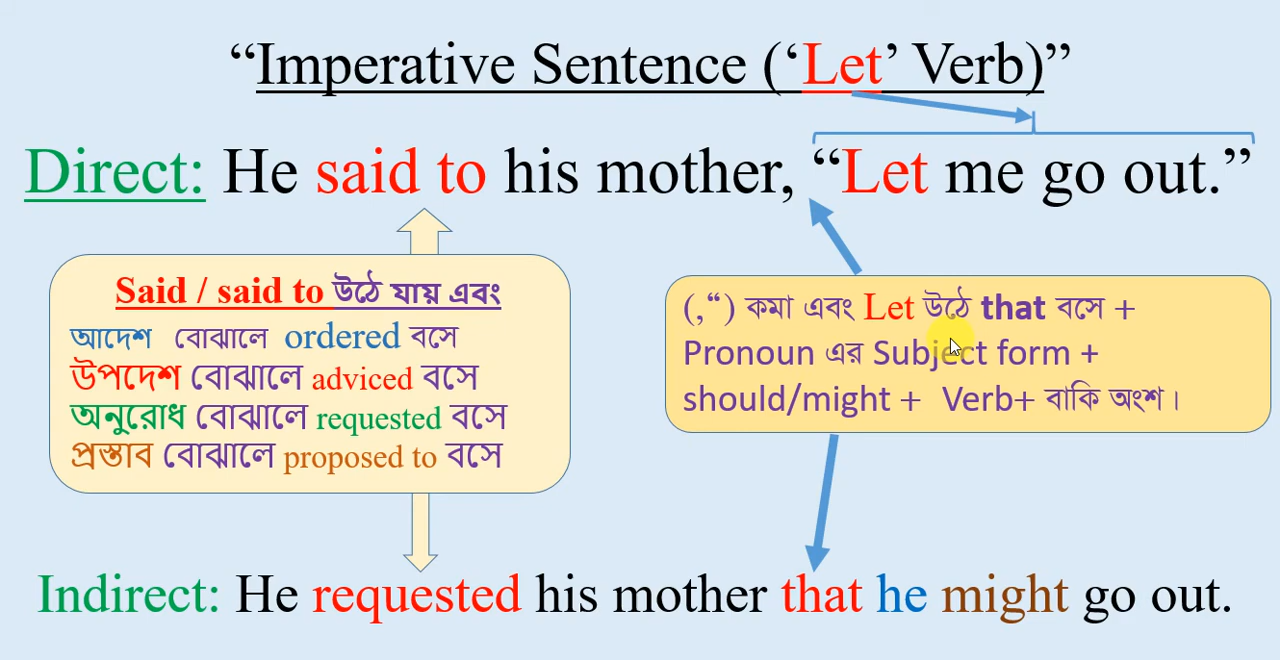 “Imperative Sentence (‘Let’ Verb)”
Direct: He said to his mother, “Let me go out.”
Said / said to উঠে যায় এবং
আদেশ বোঝালে ordered বসে
উপদেশ বোঝালে adviced বসে
অনুরোধ বোঝালে requested বসে
প্রস্তাব বোঝালে proposed to বসে
(,“) কমা এবং Let উঠে that বসে +
Pronoun এর Subject form +
should/might + Verb+ বাকি অংশ।
Indirect: He requested his mother that he might go out.